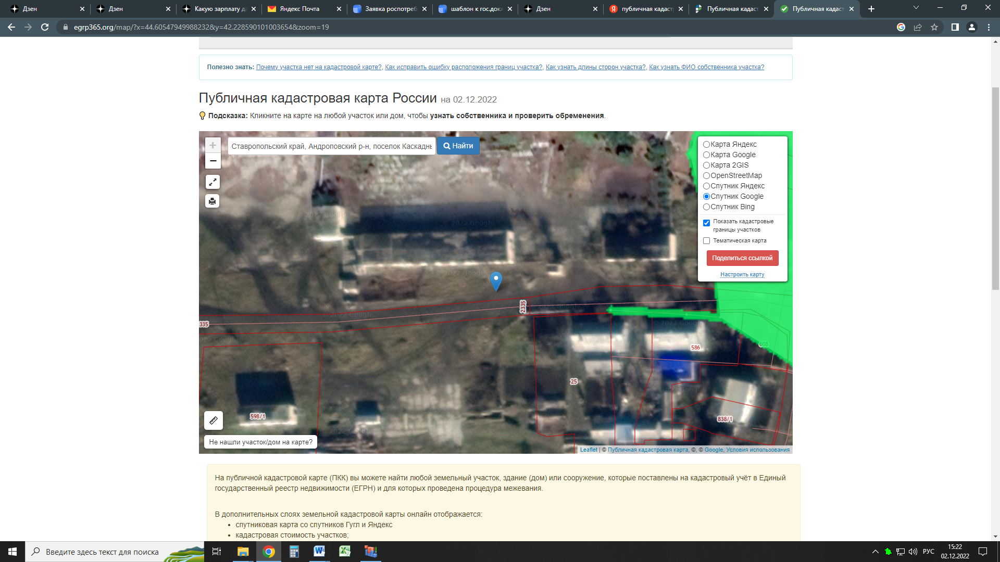 Дзен
Дзен
Какую зарплату д
Яндекс Почта
Заявка роспотреб
шаблон к гос.докл
Дзен
публичная кадаст
Публичная кадаст
Публичная кадаст
egrp365.org/map/?x=44.60547949988232&y=42.228590101003654&zoom=19
Полезно знать: Почему участка нет на кадастровой карте?, Как исправить ошибку расположения границ участка?, Как узнать длины сторон участка?, Как узнать ФИО собственника участка?
Публичная кадастровая карта России на 02.12.2022
Подсказка: Кликните на карте на любой участок или дом, чтобы узнать собственника и проверить обременения.
+
−
Ставропольский край, Андроповский р-н, поселок Каскадны
Найти
Карта Яндекс
Карта Google
Карта 2GIS
OpenStreetMap
Спутник Яндекс
Спутник Google
Спутник Bing
Показать кадастровые
границы участков
Тематическая карта
Поделиться ссылкой
Настроить карту
© 2022 Google
2022 Google
2022 Google
2335
335
586
608
25
598/1
838/1
Не нашли участок/дом на карте?
Leaflet | © Публичная кадастровая карта, ©, © Google, Условия использования
На публичной кадастровой карте (ПКК) вы можете найти любой земельный участок, здание (дом) или сооружение, которые поставлены на кадастровый учёт в Единый
государственный реестр недвижимости (ЕГРН) и для которых проведена процедура межевания.
В дополнительных слоях земельной кадастровой карты онлайн отображается:
• спутниковая карта со спутников Гугл и Яндекс
• кадастровая стоимость участков;
Введите здесь текст для поиска
РУС
15:22
02.12.2022